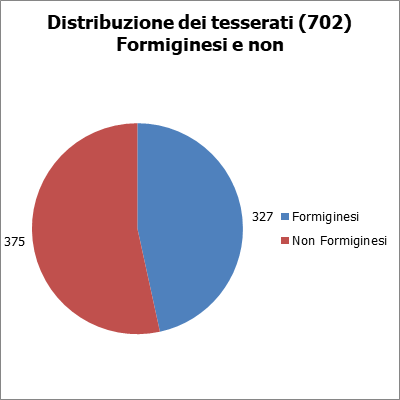 Distribuzione dei tesserati (702)
Formiginesi e non
327
Formiginesi
375
Non Formiginesi